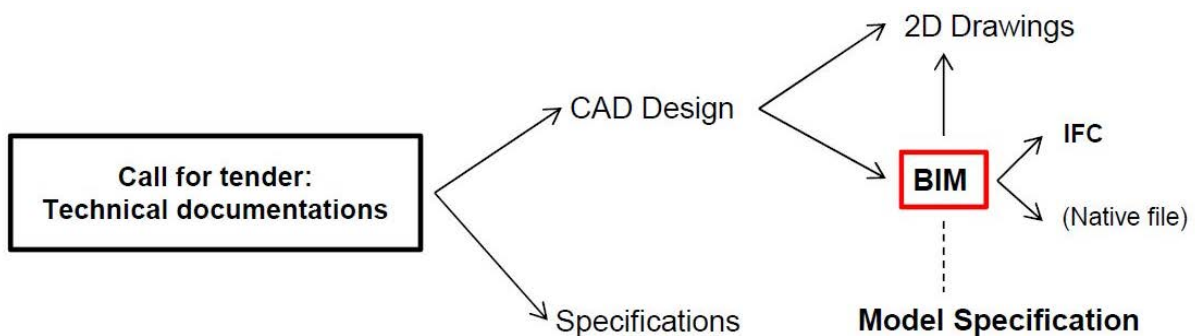 Call for tender:
Technical documentations
CAD Design
Specifications
2D Drawings
BIM
IFC
(Native file)
Model Specification